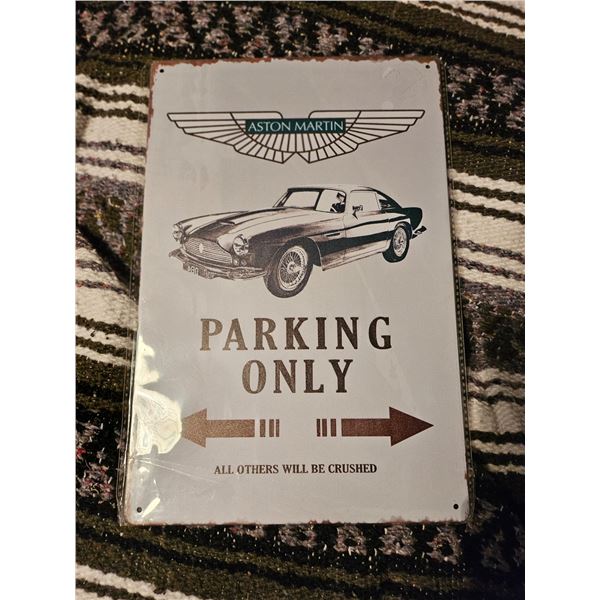 ASTON MARTIN
PARKING
ONLY
ALL OTHERS WILL BE CRUSHED